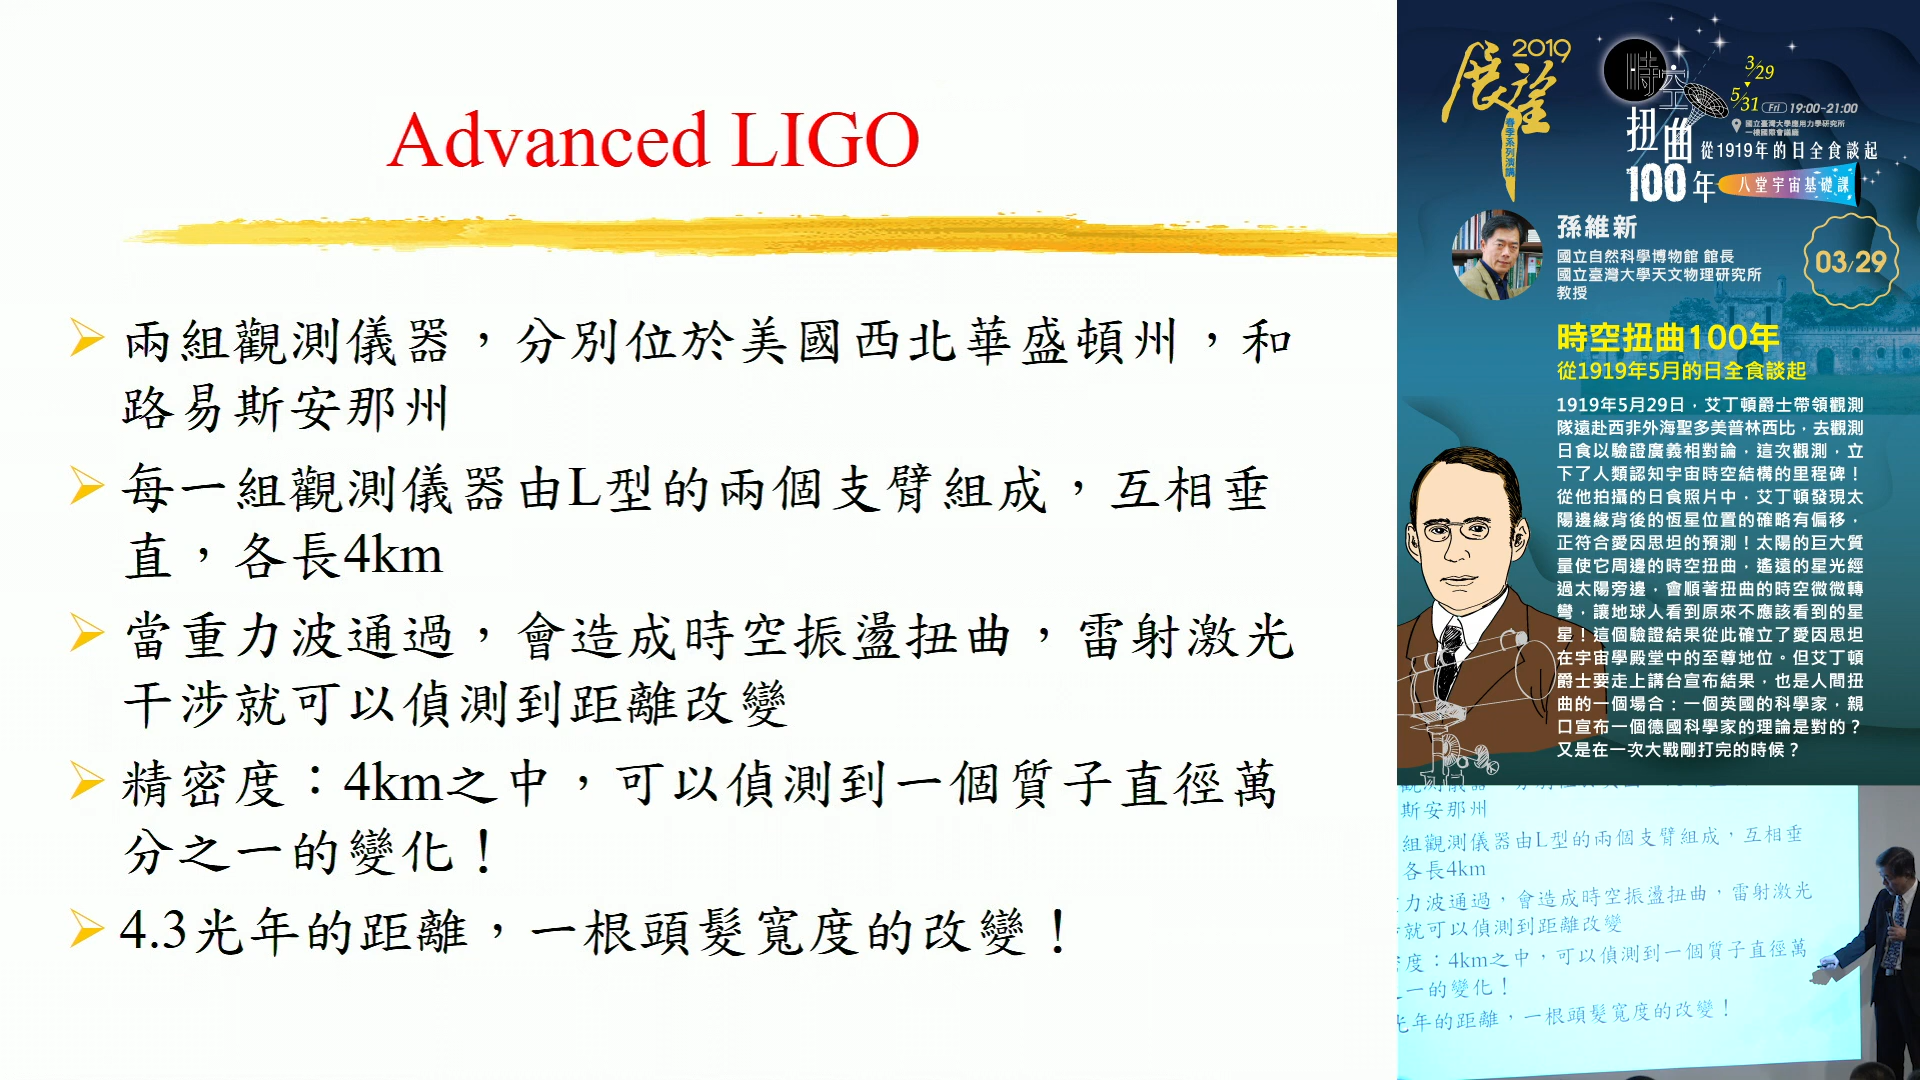 Advanced LIGO
兩組觀測儀器，分別位於美國西北華盛頓州，和
路易斯安那州
每一組觀測儀器由L型的兩個支臂組成，互相垂
直，各長4km
當重力波通過，會造成時空振盪扭曲，雷射激光
干涉就可以偵測到距離改變
精密度：4km之中，可以偵測到一個質子直徑萬
分之一的變化！
4.3光年的距離，一根頭髮寬度的改變！
2019
展望
春季系列演講
時空
扭曲
100年
3/29
5/31 Fri 19:00~21:00
國立臺灣大學應用力學研究所
一樓國際會議廳
從1919年的日全食談起
八堂宇宙基礎課
孫維新
國立自然科學博物館 館長
國立臺灣大學天文物理研究所
教授
03/29
時空扭曲100年
從1919年5月的日全食談起
1919年5月29日，艾丁頓爵士帶領觀測
隊遠赴西非外海聖多美普林西比，去觀測
日食以驗證廣義相對論，這次觀測，立
下了人類認知宇宙時空結構的里程碑！
從他拍攝的日食照片中，艾丁頓發現太
陽邊緣背後的恆星位置的確略有偏移，
正符合愛因思坦的預測！太陽的巨大質
量使它周邊的時空扭曲，遙遠的星光經
過太陽旁邊，會順著扭曲的時空微微轉
彎，讓地球人看到原來不應該看到的星
星！這個驗證結果從此確立了愛因思坦
在宇宙學殿堂中的至尊地位。但艾丁頓
爵士要走上講台宣布結果，也是人間扭
曲的一個場合：一個英國的科學家，親
口宣布一個德國科學家的理論是對的？
又是在一次大戰剛打完的時候？
斯安那州
組觀測儀器由L型的兩個支臂組成，互相垂
各長4km
力波通過，會造成時空振盪扭曲，雷射激光
就可以偵測到距離改變
度：4km之中，可以偵測到一個質子直徑萬
一的變化！
年的距離，一根頭髮寬度的改變！